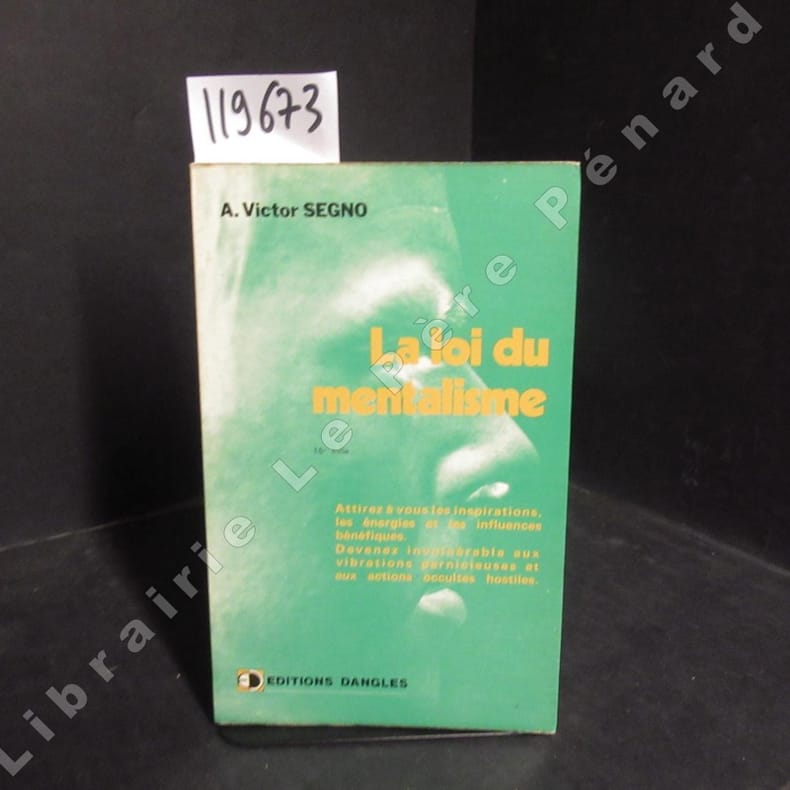 119673
A. Victor SEGNO
La loi du
mentalisme
Attirez à vous les inspirations,
les énergies et les influences
bénéfiques.
Devenez invulnérable aux
vibrations pernicieuses et
aux actions occultes hostiles.
EDITIONS DANGLES
Librairie Le Père Pénard